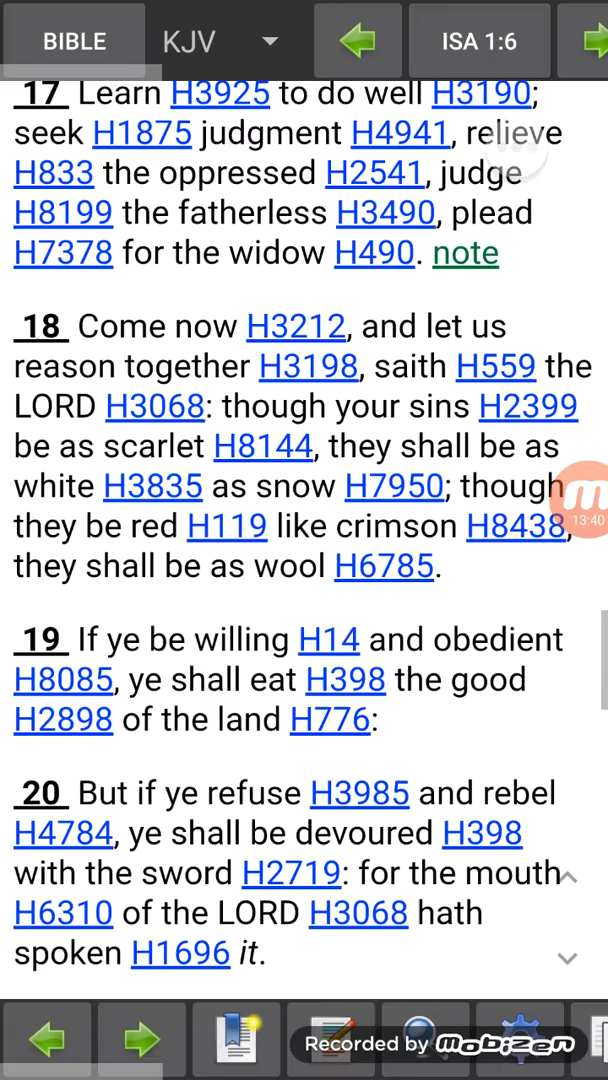 BIBLE KJV ISA 1:6
17 Learn H3925 to do well H3190;
seek H1875 judgment H4941, relieve
H833 the oppressed H2541, judge
H8199 the fatherless H3490, plead
H7378 for the widow H490. note
18 Come now H3212, and let us
reason together H3198, saith H559 the
LORD H3068: though your sins H2399
be as scarlet H8144, they shall be as
white H3835 as snow H7950; though
they be red H119 like crimson H8438,
they shall be as wool H6785.
13:40
19 If ye be willing H14 and obedient
H8085, ye shall eat H398 the good
H2898 of the land H776:
20 But if ye refuse H3985 and rebel
H4784, ye shall be devoured H398
with the sword H2719: for the mouth
H6310 of the LORD H3068 hath
spoken H1696 it.
Recorded by mobizen